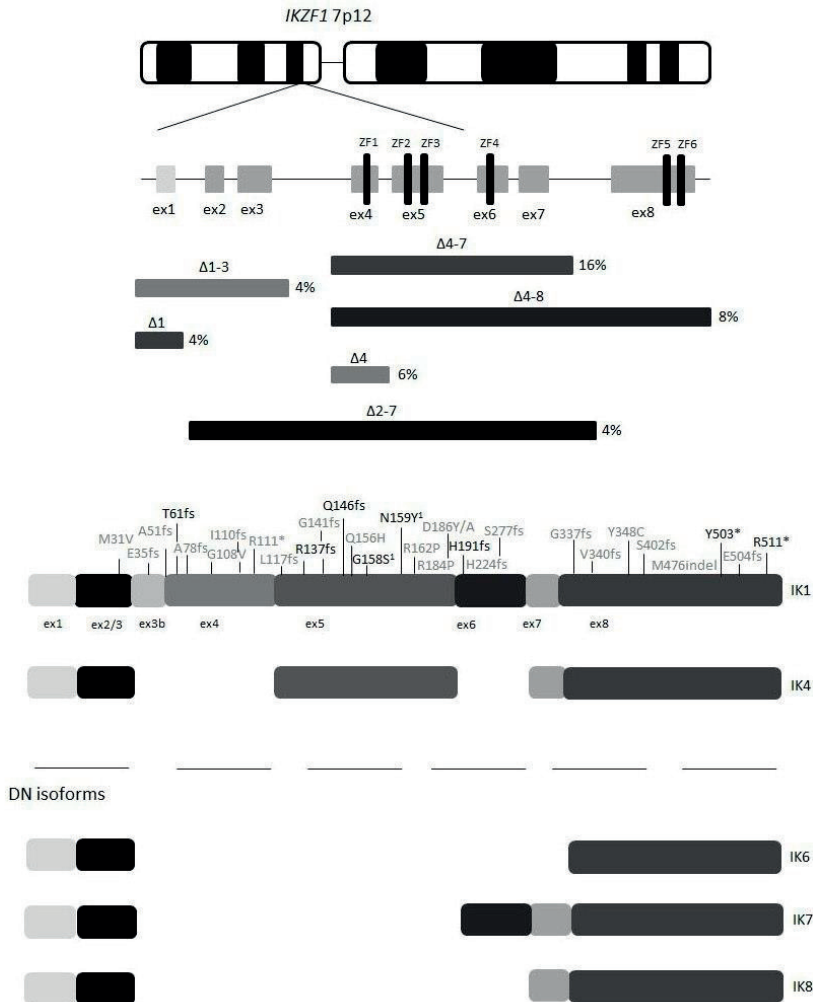 IKZF1 7p12
ZF1 ZF2 ZF3 ZF4 ZF5 ZF6
ex1 ex2 ex3 ex4 ex5 ex6 ex7 ex8
Δ4-7
16%
Δ1-3
4%
Δ4-8
8%
Δ1
4%
Δ4
6%
Δ2-7
4%
Q146fs
T61fs N159Y¹
G141fs D186Y/A
A51fs I110fs S277fs Y348C Y503*
M31V R111* Q156H G337fs R511*
E35fs A78fs R137fs R162P H191fs S402fs
G108V L117fs G158S¹ R184P H224fs V340fs M476indel E504fs
IK1
ex1 ex2/3 ex3b ex4 ex5 ex6 ex7 ex8
IK4
DN isoforms
IK6
IK7
IK8